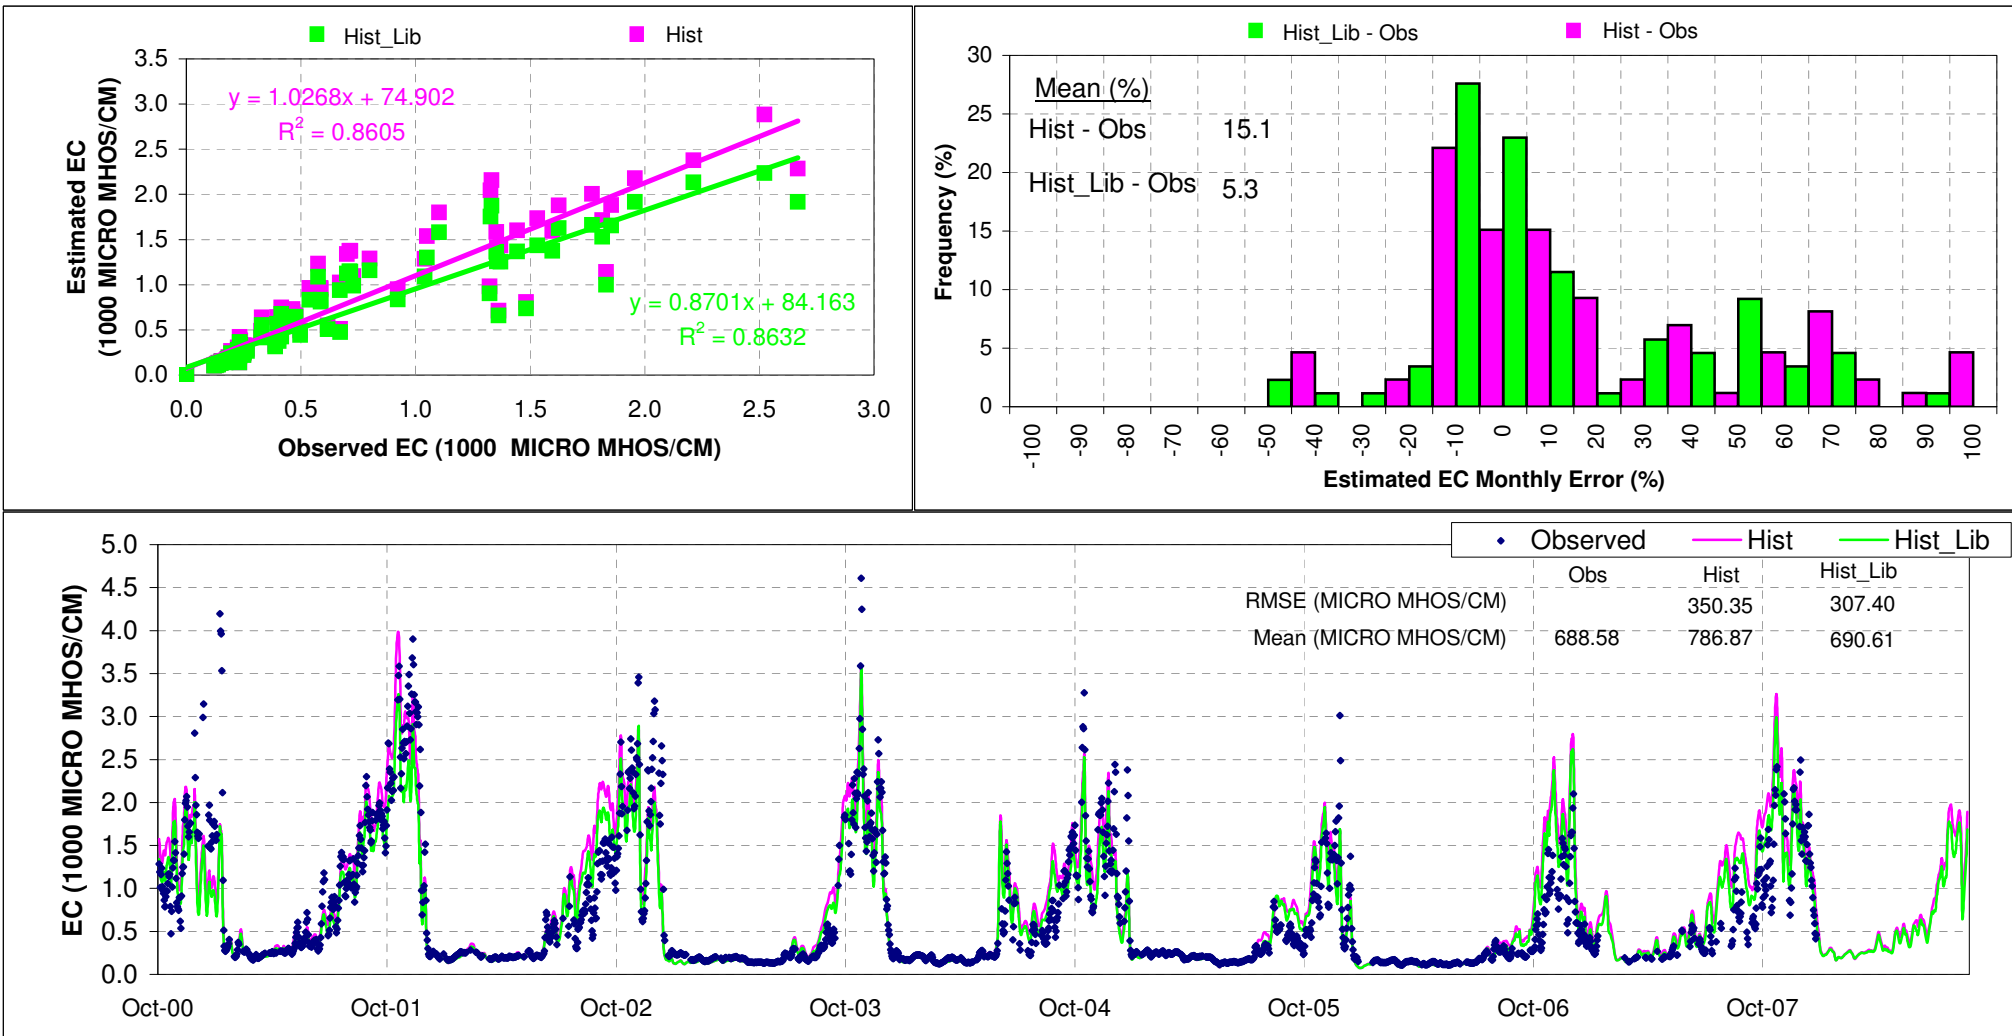 Hist_Lib Hist
3.5
3.0
2.5
2.0
1.5
1.0
0.5
0.0
Estimated EC
(1000 MICRO MHOS/CM)
y = 1.0268x + 74.902
R² = 0.8605
y = 0.8701x + 84.163
R² = 0.8632
0.0 0.5 1.0 1.5 2.0 2.5 3.0
Observed EC (1000 MICRO MHOS/CM)
Hist_Lib - Obs Hist - Obs
30
25
20
15
10
5
0
Frequency (%)
Mean (%)
Hist - Obs 15.1
Hist_Lib - Obs 5.3
-100 -90 -80 -70 -60 -50 -40 -30 -20 -10 0 10 20 30 40 50 60 70 80 90 100
Estimated EC Monthly Error (%)
Observed Hist Hist_Lib
Obs Hist Hist_Lib
RMSE (MICRO MHOS/CM) 350.35 307.40
Mean (MICRO MHOS/CM) 688.58 786.87 690.61
5.0
4.5
4.0
3.5
3.0
2.5
2.0
1.5
1.0
0.5
0.0
EC (1000 MICRO MHOS/CM)
Oct-00 Oct-01 Oct-02 Oct-03 Oct-04 Oct-05 Oct-06 Oct-07